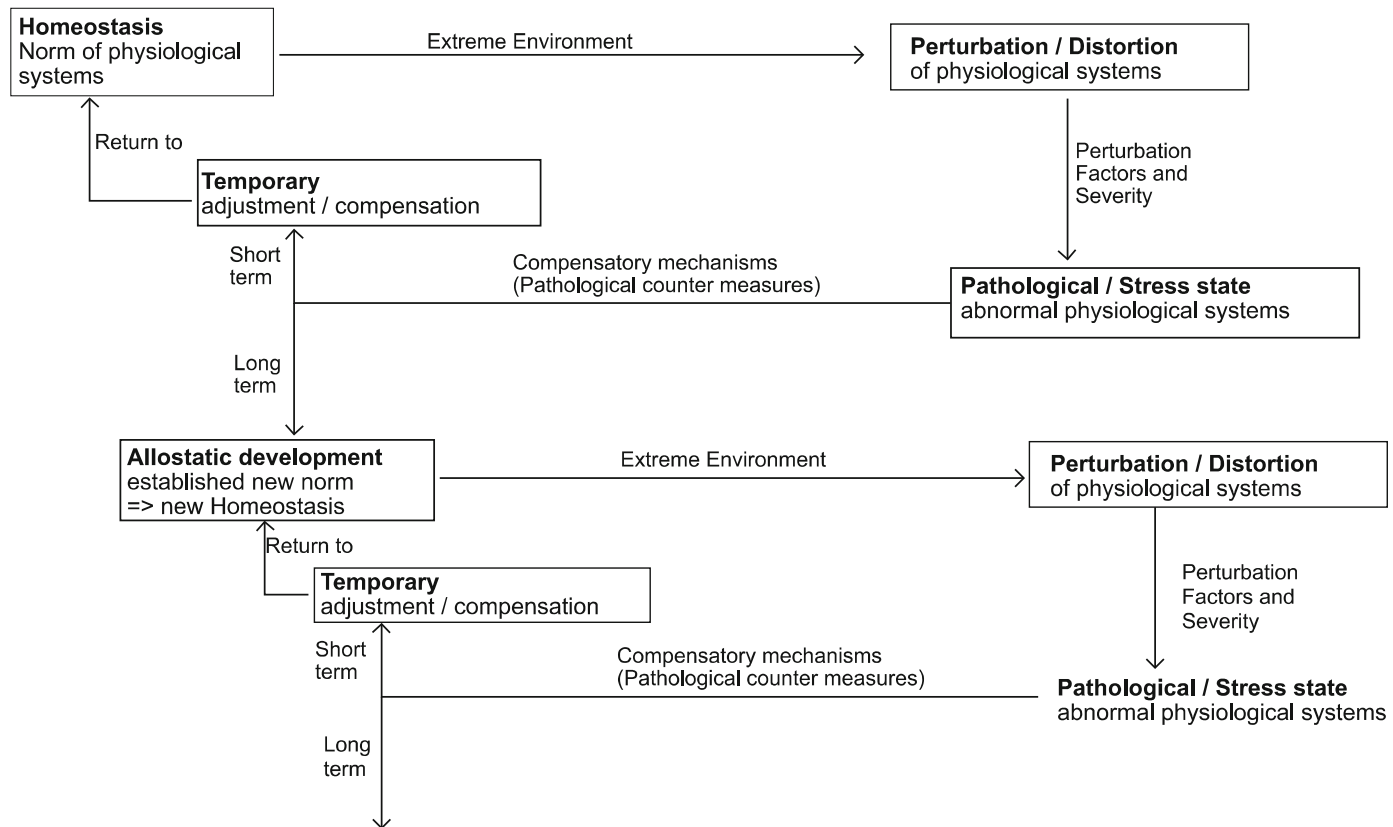 Homeostasis
Norm of physiological
systems
Extreme Environment
Perturbation / Distortion
of physiological systems
Return to
Temporary
adjustment / compensation
Perturbation
Factors and
Severity
Short
term
Compensatory mechanisms
(Pathological counter measures)
Pathological / Stress state
abnormal physiological systems
Long
term
Allostatic development
established new norm
=> new Homeostasis
Extreme Environment
Perturbation / Distortion
of physiological systems
Return to
Temporary
adjustment / compensation
Perturbation
Factors and
Severity
Short
term
Compensatory mechanisms
(Pathological counter measures)
Pathological / Stress state
abnormal physiological systems
Long
term